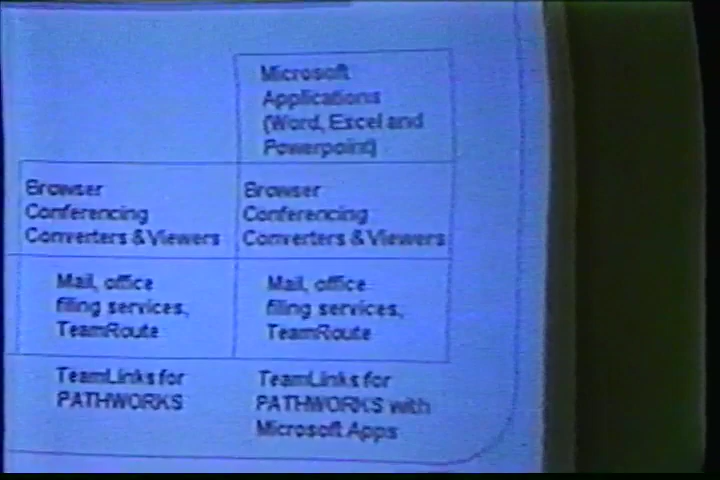 Microsoft
Applications
(Word, Excel and
Powerpoint)
Browser
Conferencing
Converters & Viewers
Browser
Conferencing
Converters & Viewers
Mail, office
filing services,
TeamRoute
Mail, office
filing services,
TeamRoute
TeamLinks for
PATHWORKS
TeamLinks for
PATHWORKS with
Microsoft Apps